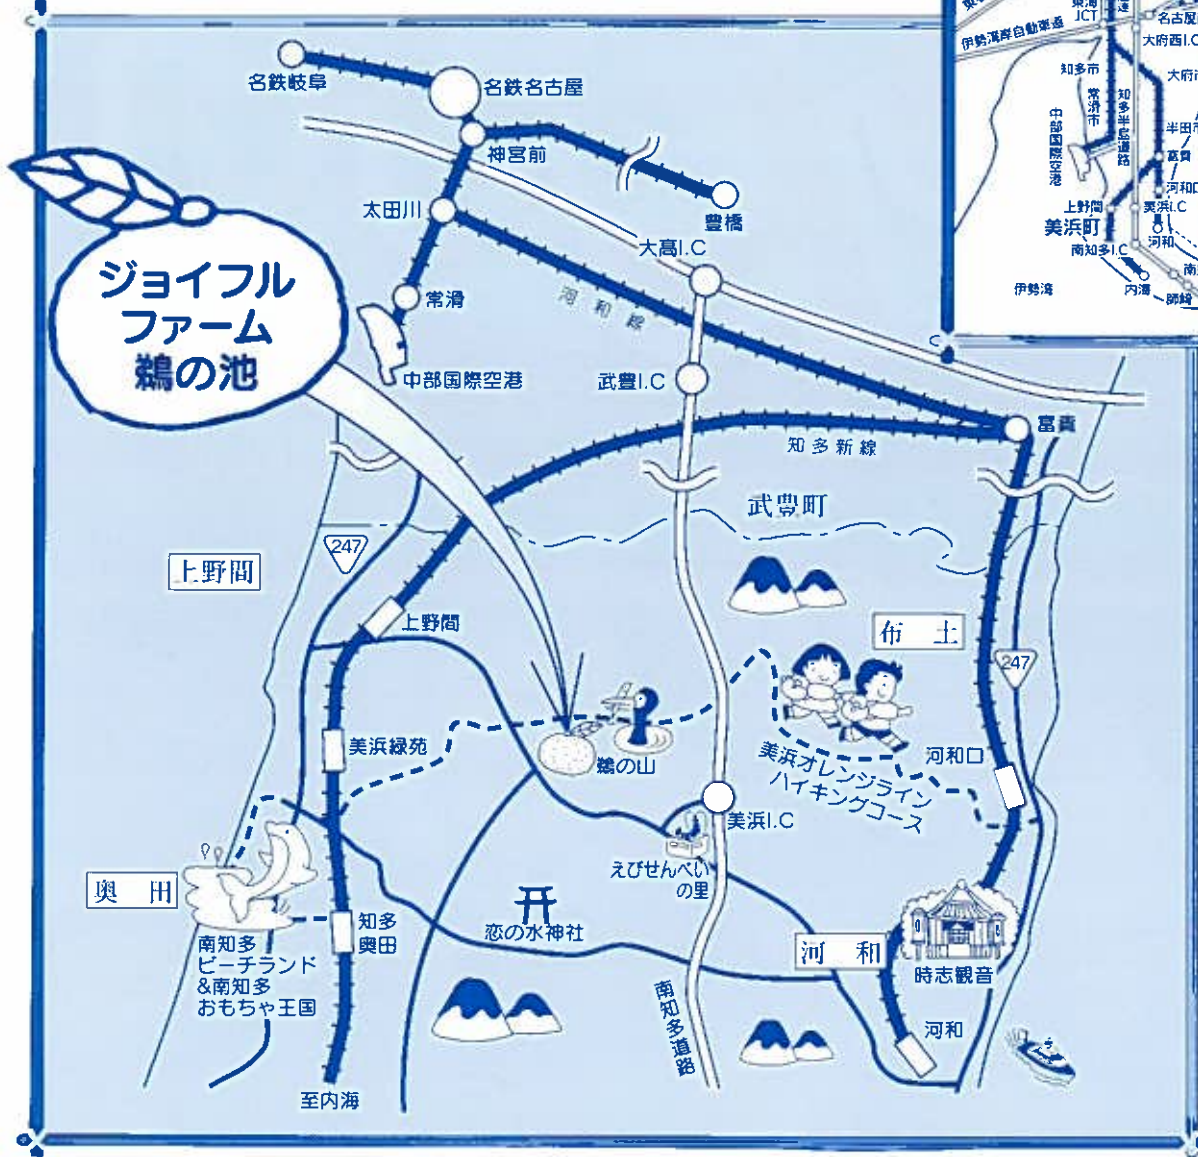 名鉄岐阜
名鉄名古屋
神宮前
豊橋
太田川
大高I.C
常滑
河和線
中部国際空港
武豊I.C
富貴
知多新線
ジョイフル
ファーム
鵜の池
武豊町
247
上野間
上野間
布土
247
美浜緑苑
鵜の山
美浜オレンジライン
ハイキングコース
河和口
美浜I.C
えびせんべい
の里
奥田
知多
奥田
恋の水神社
南知多
ビーチランド
&南知多
おもちゃ王国
河和
時志観音
南知多道路
河和
至内海
JCT
伊勢湾岸自動車道
名古屋
大府西I.C
知多市
大府
常滑市
知多半島道路
半田
中部国際空港
富貴
河和口
上野間
美浜I.C
美浜町
河和
南知多I.C
伊勢湾
内海
師崎